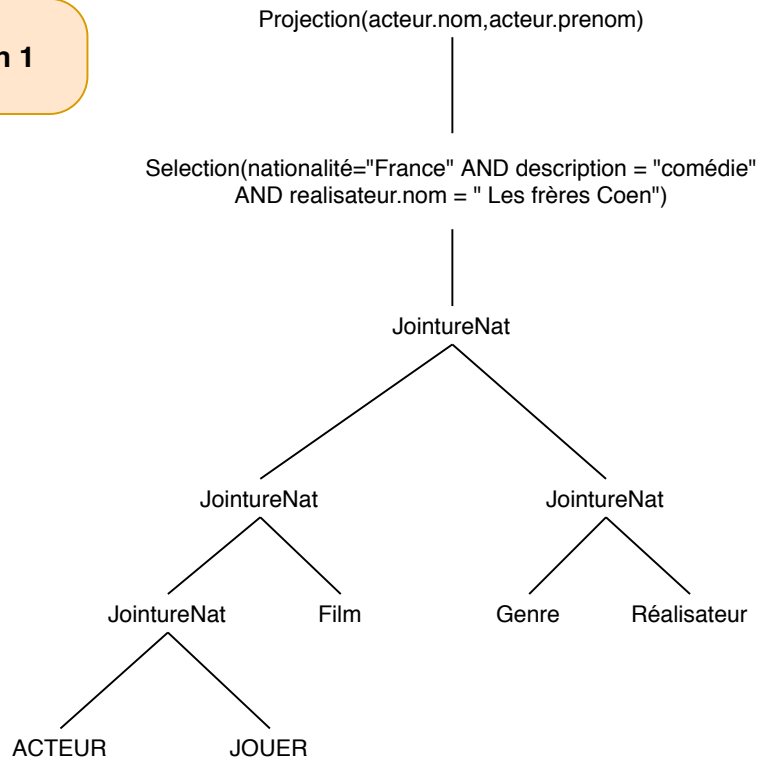 Projection(acteur.nom,acteur.prenom)
n 1
Selection(nationalité="France" AND description = "comédie"
AND realisateur.nom = " Les frères Coen")
JointureNat
JointureNat JointureNat
JointureNat Film Genre Réalisateur
ACTEUR JOUER